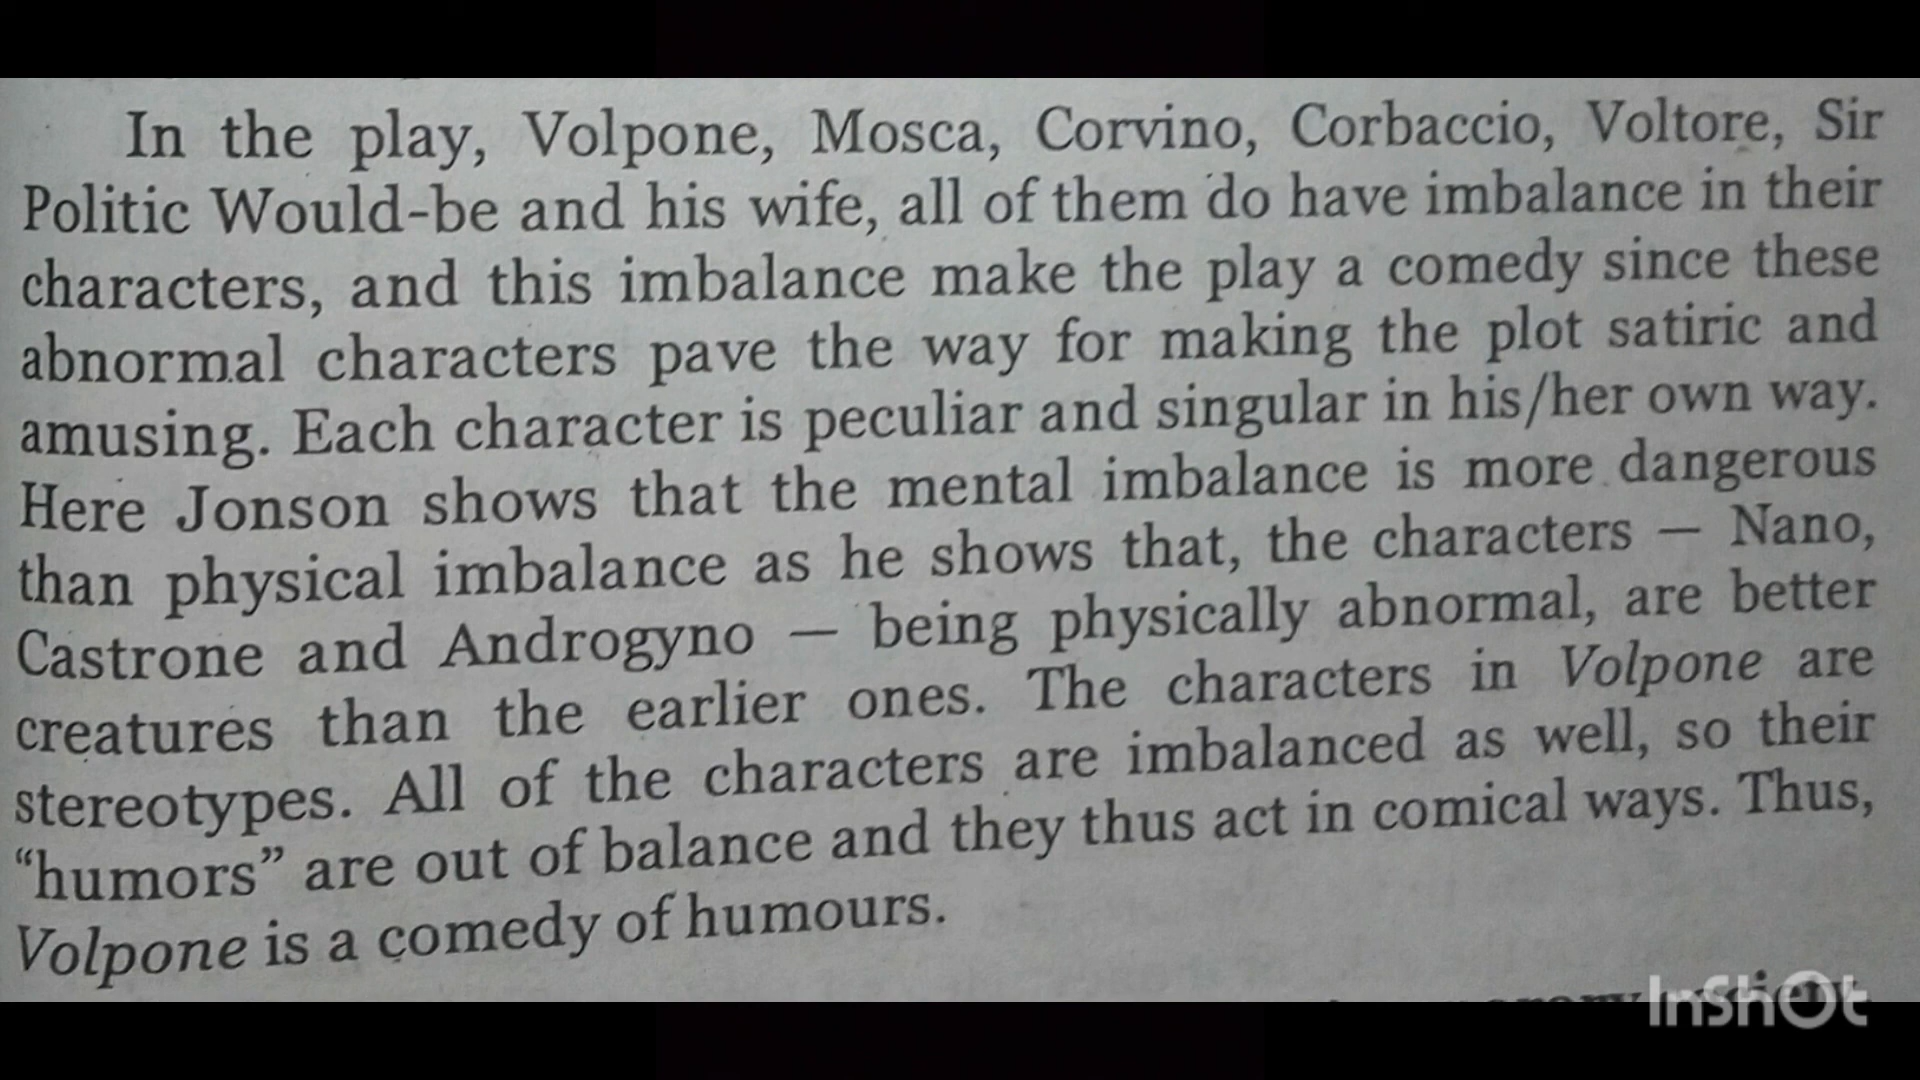 In the play, Volpone, Mosca, Corvino, Corbaccio, Voltore, Sir
Politic Would-be and his wife, all of them do have imbalance in their
characters, and this imbalance make the play a comedy since these
abnormal characters pave the way for making the plot satiric and
amusing. Each character is peculiar and singular in his/her own way.
Here Jonson shows that the mental imbalance is more dangerous
than physical imbalance as he shows that, the characters — Nano,
Castrone and Androgyno — being physically abnormal, are better
creatures than the earlier ones. The characters in Volpone are
stereotypes. All of the characters are imbalanced as well, so their
“humors” are out of balance and they thus act in comical ways. Thus,
Volpone is a comedy of humours.
InShOt